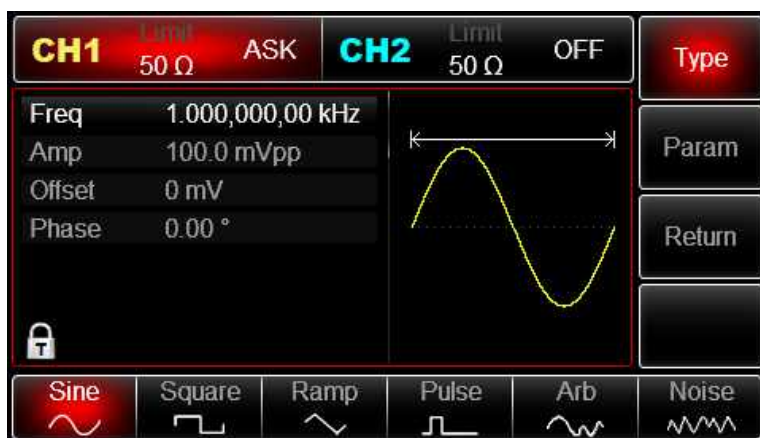 CH1 Limit 50 Ω ASK CH2 Limit 50 Ω OFF Type
Freq 1.000,000,00 kHz
Amp 100.0 mVpp
Offset 0 mV
Phase 0.00 °
Param
Return
T
Sine Square Ramp Pulse Arb Noise